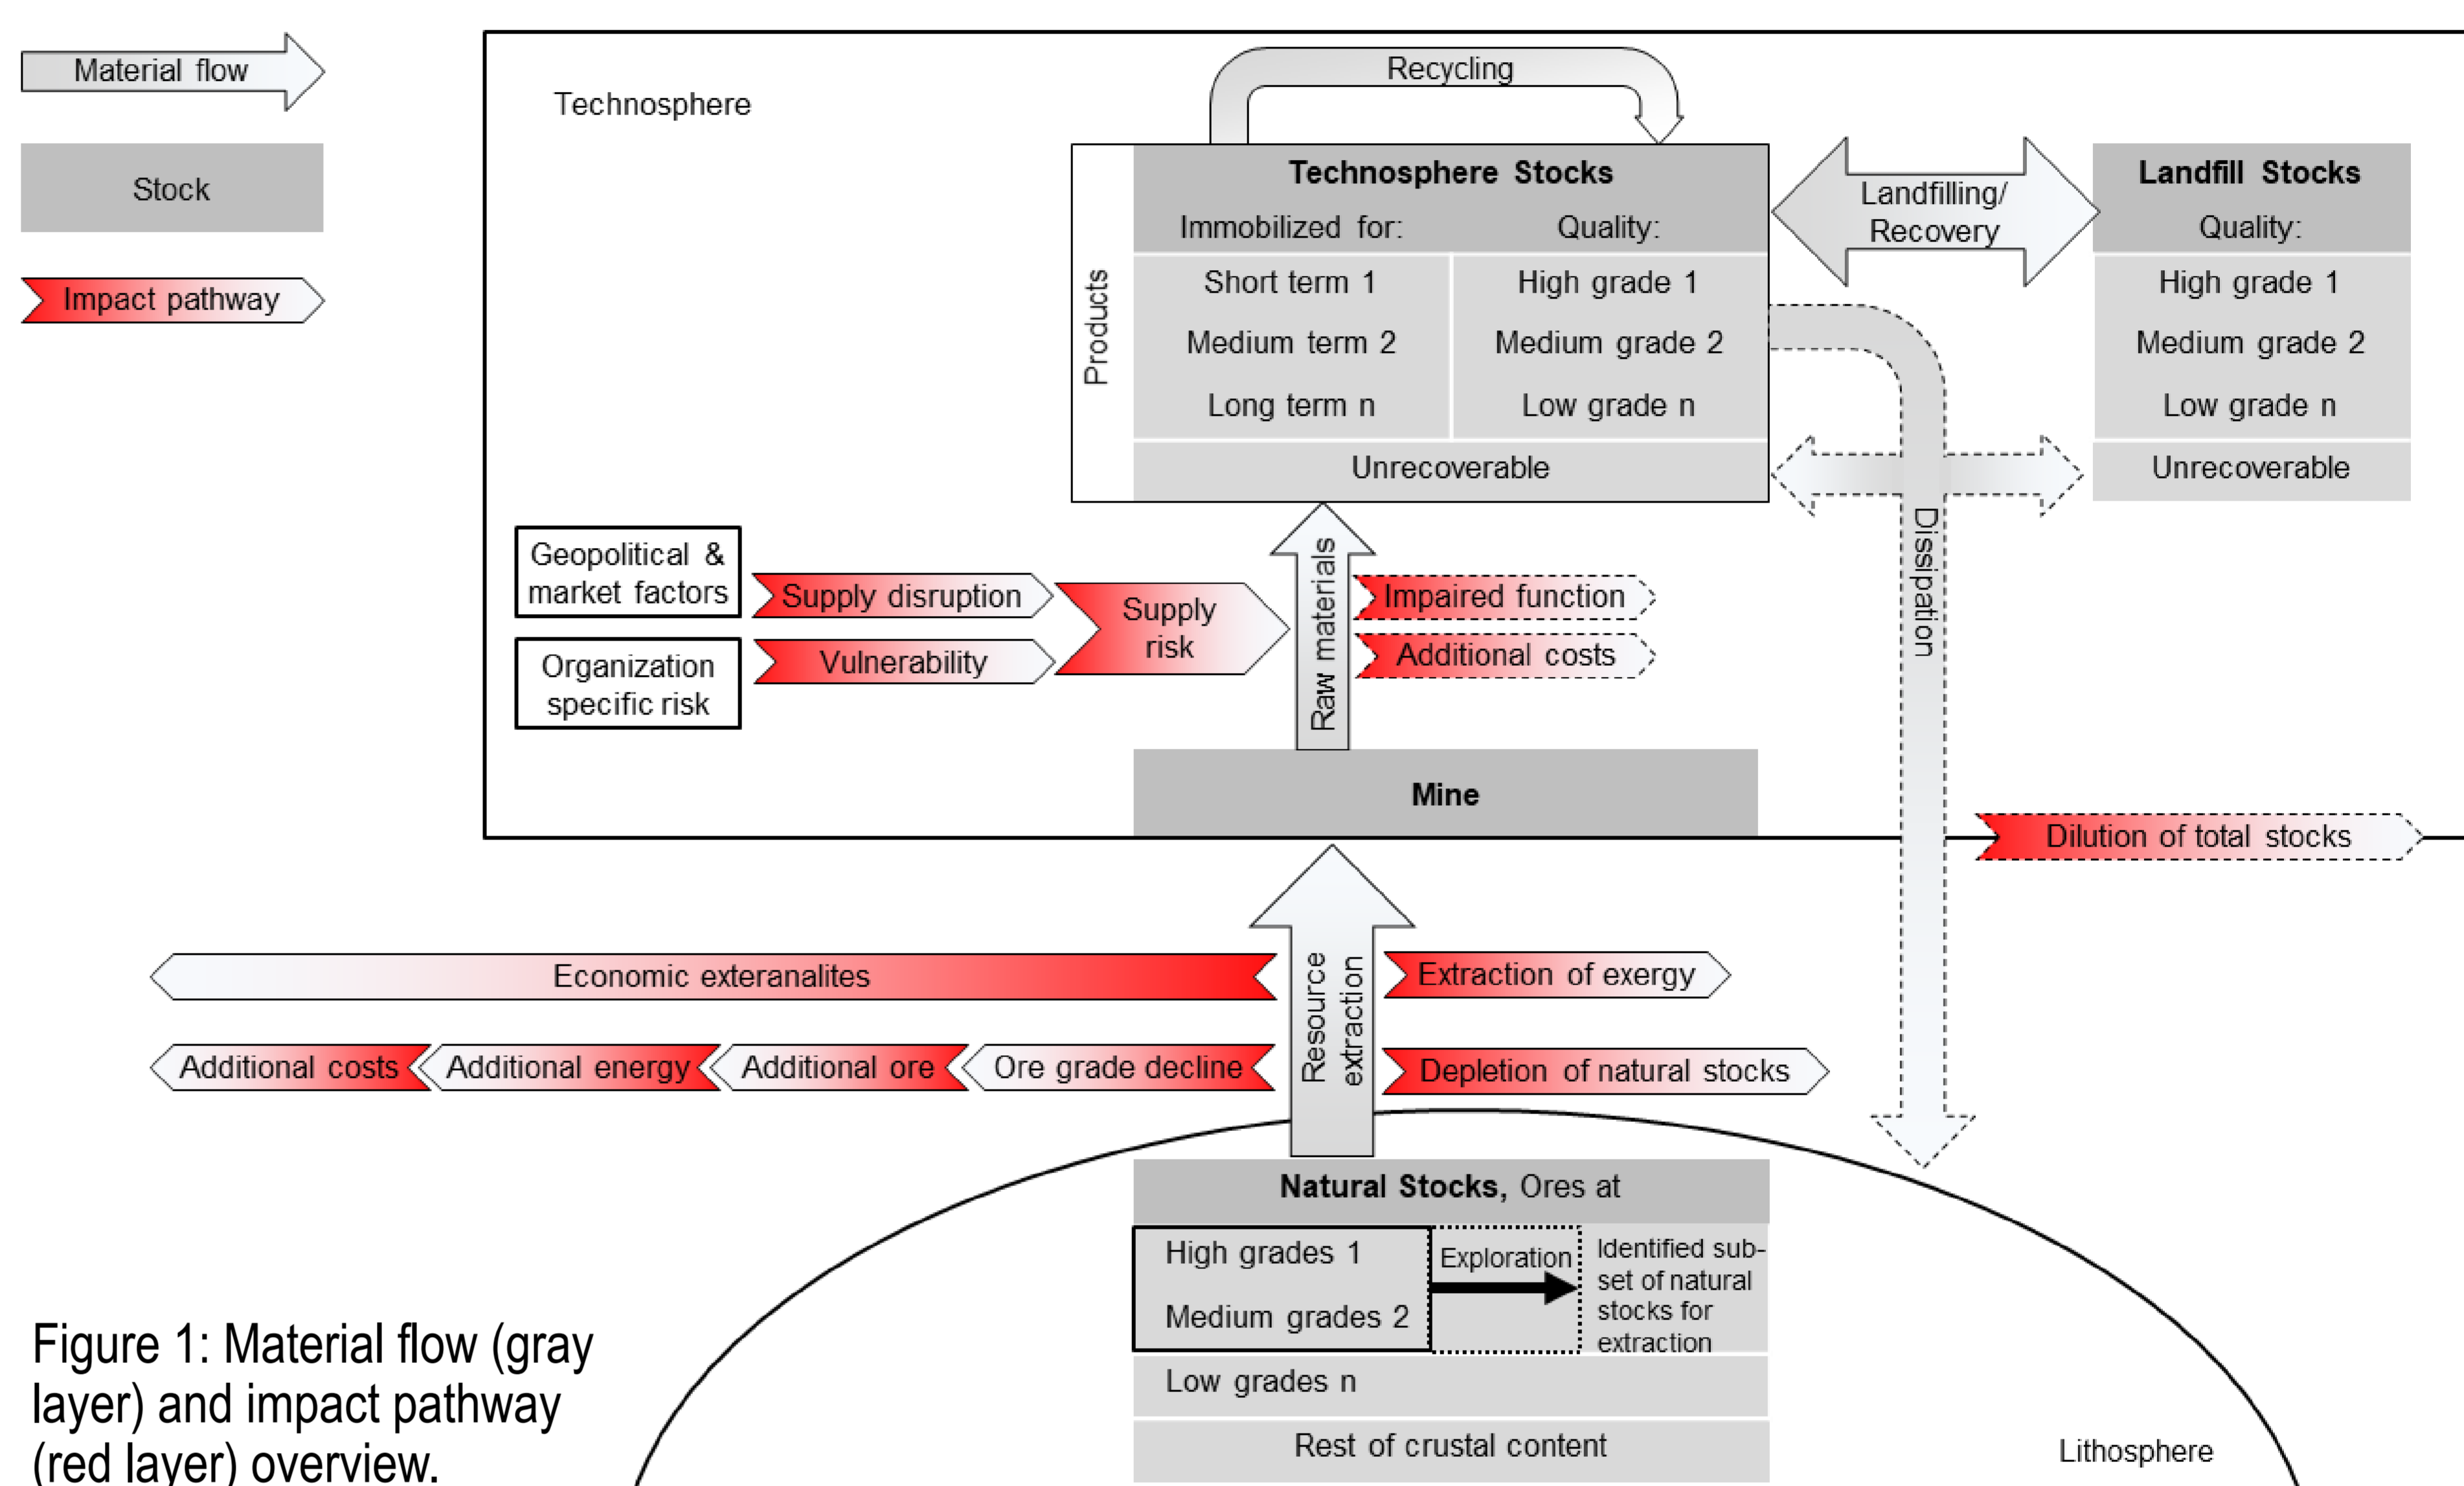 Material flow
Stock
Impact pathway
Technosphere
Recycling
Products
Technosphere Stocks
Immobilized for:
Quality:
Short term 1
High grade 1
Medium term 2
Medium grade 2
Long term n
Low grade n
Unrecoverable
Landfilling/
Recovery
Landfill Stocks
Quality:
High grade 1
Medium grade 2
Low grade n
Unrecoverable
Dissipation
Geopolitical &
market factors
Organization
specific risk
Supply disruption
Vulnerability
Supply
risk
Raw materials
Impaired function
Additional costs
Mine
Dilution of total stocks
Economic exteranalites
Additional costs
Additional energy
Additional ore
Ore grade decline
Resource
extraction
Extraction of exergy
Depletion of natural stocks
Natural Stocks, Ores at
High grades 1
Medium grades 2
Exploration
Identified sub-
set of natural
stocks for
extraction
Low grades n
Rest of crustal content
Lithosphere
Figure 1: Material flow (gray
layer) and impact pathway
(red layer) overview.